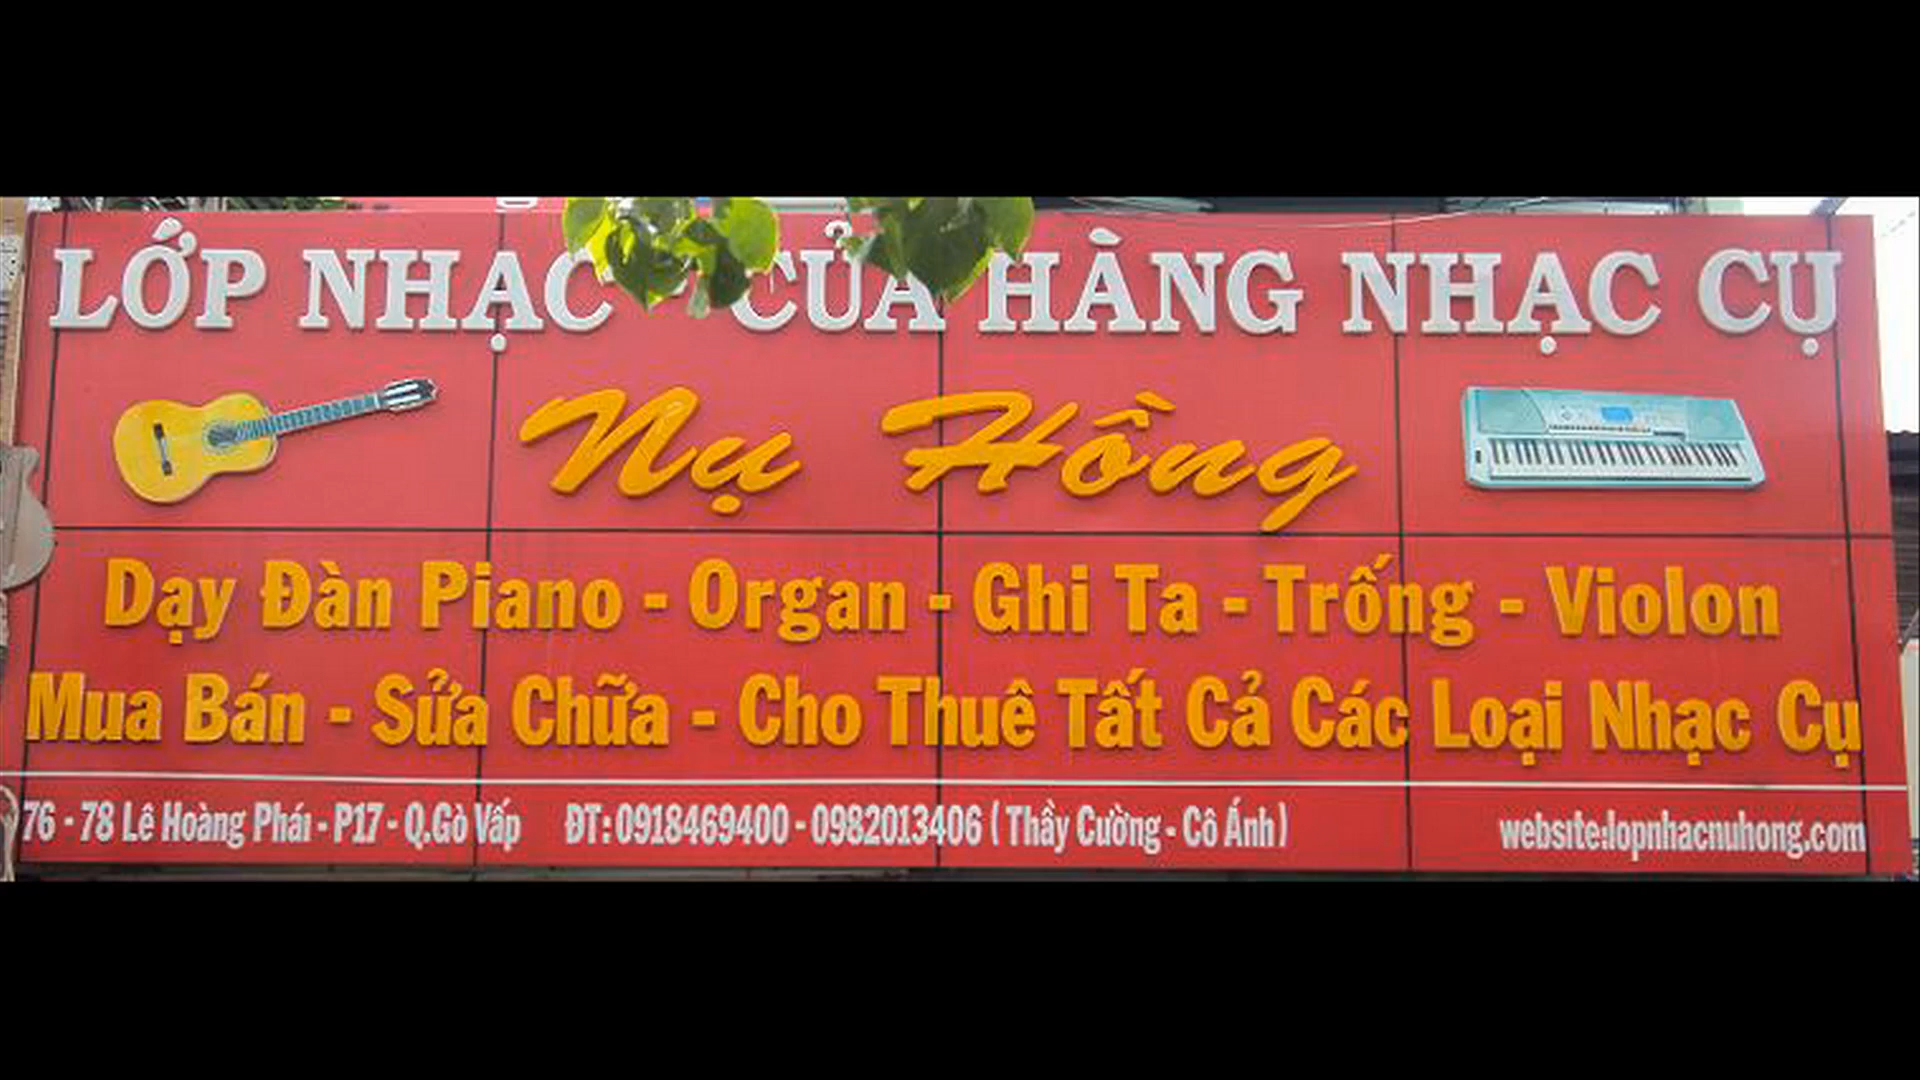 LỚP NHẠC - CỬA HÀNG NHẠC CỤ
Nụ Hồng
Dạy Đàn Piano - Organ - Ghi Ta - Trống - Violon
Mua Bán - Sửa Chữa - Cho Thuê Tất Cả Các Loại Nhạc Cụ
76 - 78 Lê Hoàng Phái - P17 - Q.Gò Vấp ĐT: 0918469400 - 0982013406 ( Thầy Cường - Cô Ánh ) website:lopnhacnuhong.com